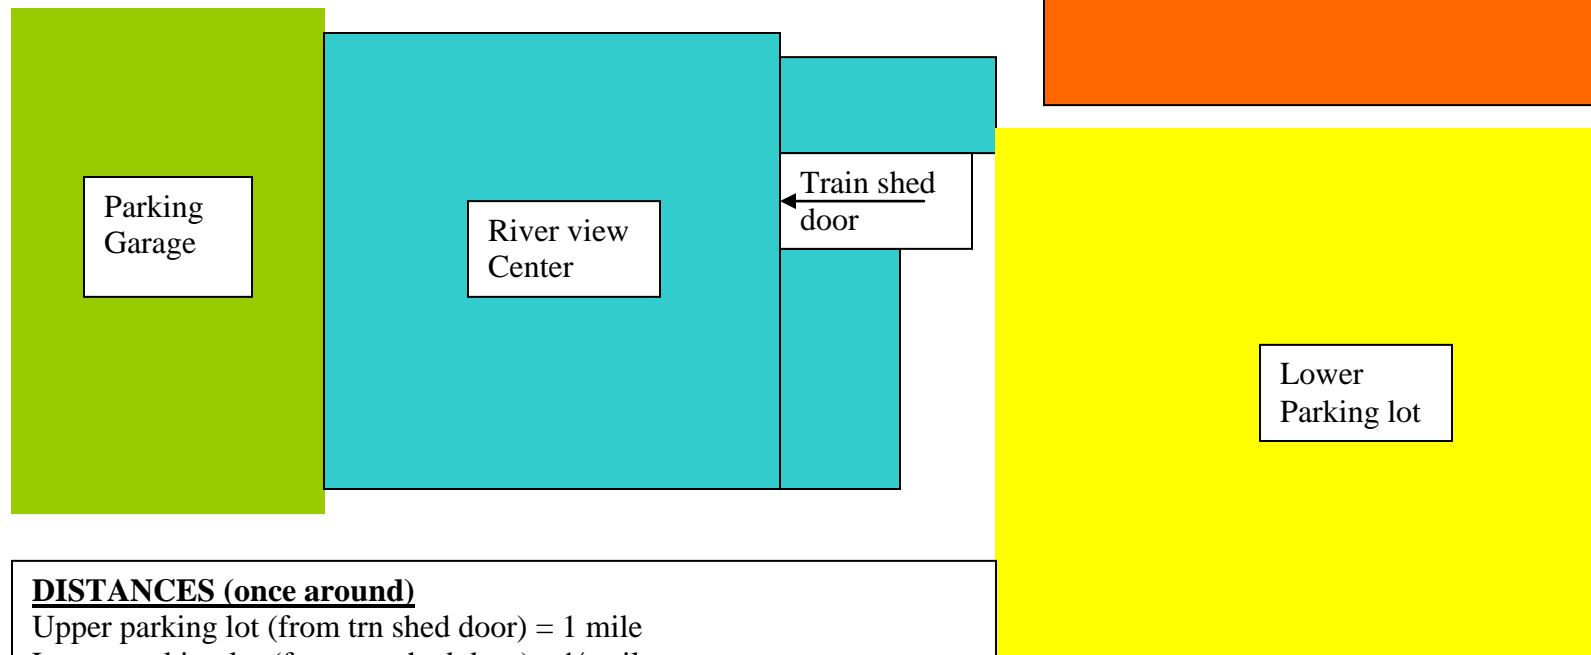 Parking
Garage
River view
Center
Train shed
door
Lower
Parking lot
DISTANCES (once around)
Upper parking lot (from trn shed door) = 1 mile